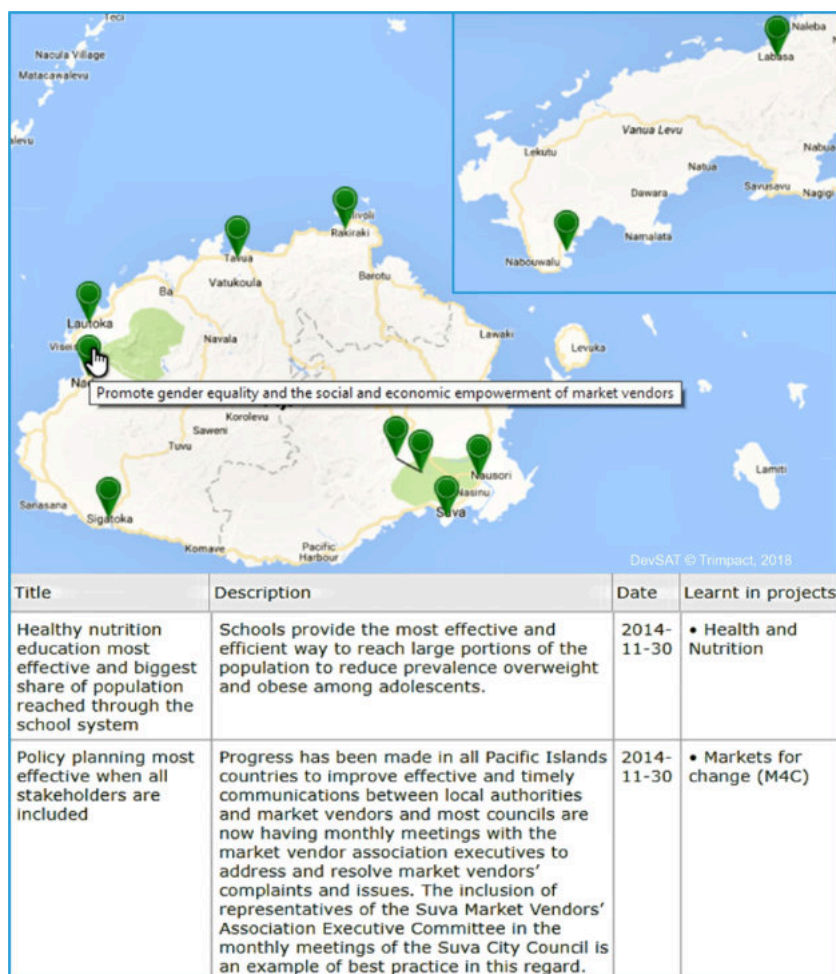 Teci
Nacula Village
Matacawalevu
alevu
Naleba
Labasa
Vanua Levu
Lekutu
Nabua
Natua
Dawara
Savusavu
Nagigi
Namalata
Nabouwalu
Rakiraki
Tavua
Vatukoula
Barotu
Ba
Lautoka
Navala
Lawaki
Levuka
Promote gender equality and the social and economic empowerment of market vendors
Korolevu
Saweni
Tuvu
Nausori
Nasinu
Lamiti
Suva
Sanasana
Sigatoka
Komave
Pacific
Harbour
DevSAT © Trimpact, 2018
Title Description Date Learnt in projects
Healthy nutrition
education most
effective and biggest
share of population
reached through the
school system
Schools provide the most effective and
efficient way to reach large portions of the
population to reduce prevalence overweight
and obese among adolescents.
2014-
11-30
• Health and
Nutrition
Policy planning most
effective when all
stakeholders are
included
Progress has been made in all Pacific Islands
countries to improve effective and timely
communications between local authorities
and market vendors and most councils are
now having monthly meetings with the
market vendor association executives to
address and resolve market vendors'
complaints and issues. The inclusion of
representatives of the Suva Market Vendors'
Association Executive Committee in the
monthly meetings of the Suva City Council is
an example of best practice in this regard.
2014-
11-30
• Markets for
change (M4C)